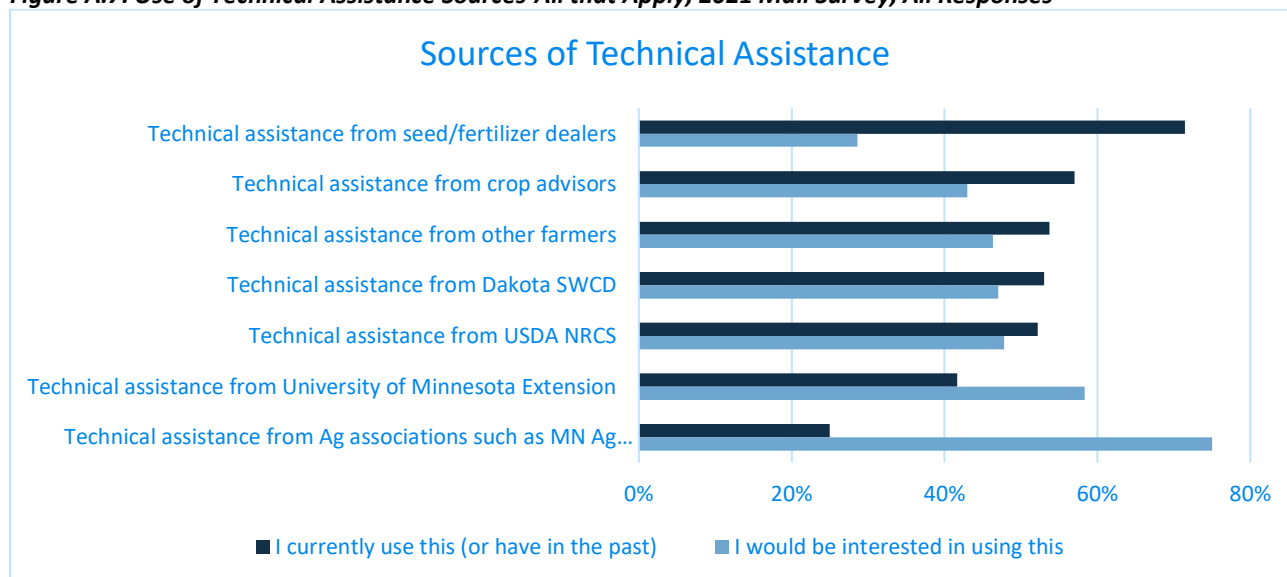 Sources of Technical Assistance
Technical assistance from seed/fertilizer dealers
Technical assistance from crop advisors
Technical assistance from other farmers
Technical assistance from Dakota SWCD
Technical assistance from USDA NRCS
Technical assistance from University of Minnesota Extension
Technical assistance from Ag associations such as MN Ag...
0% 20% 40% 60% 80%
I currently use this (or have in the past) I would be interested in using this